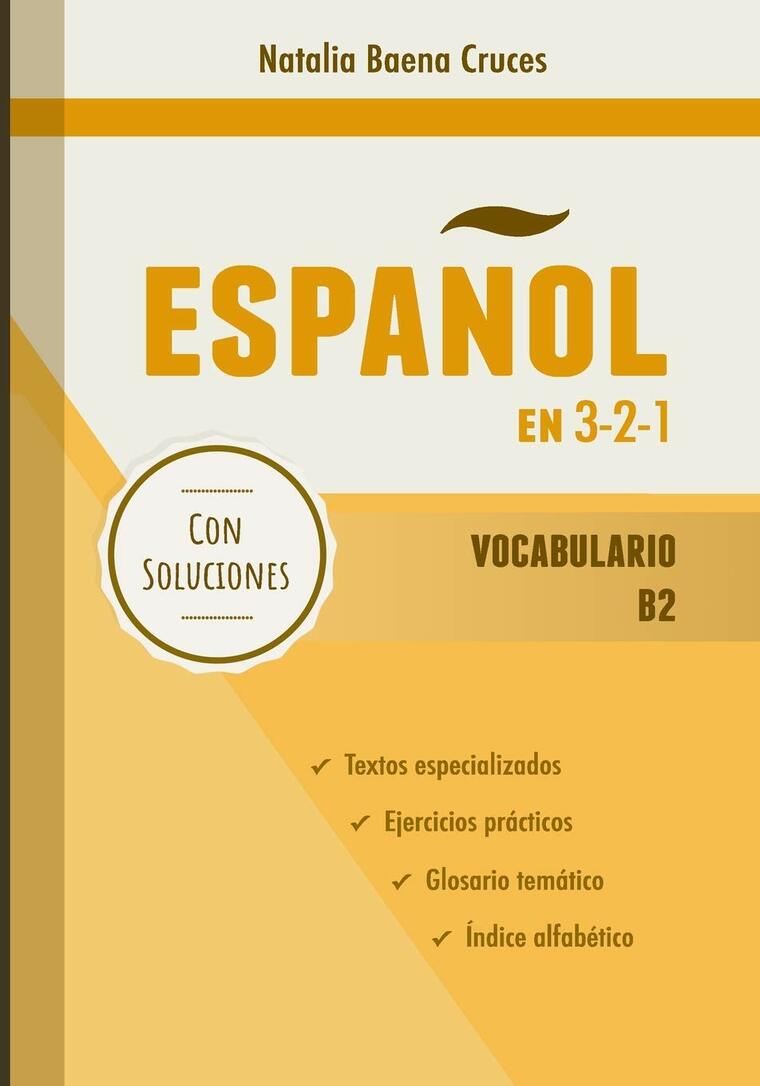 Natalia Baena Cruces
ESPAÑOL
EN 3-2-1
CON
SOLUCIONES
VOCABULARIO
B2
✓ Textos especializados
✓ Ejercicios prácticos
✓ Glosario temático
✓ Índice alfabético